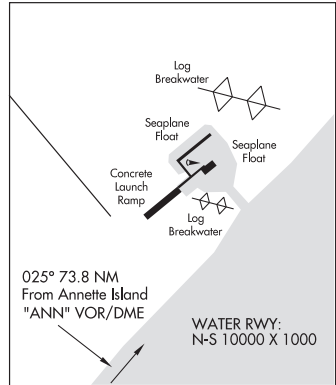 Log
Breakwater
Seaplane
Float
Seaplane
Float
Concrete
Launch
Ramp
Log
Breakwater
025° 73.8 NM
From Annette Island
"ANN" VOR/DME
WATER RWY:
N-S 10000 X 1000